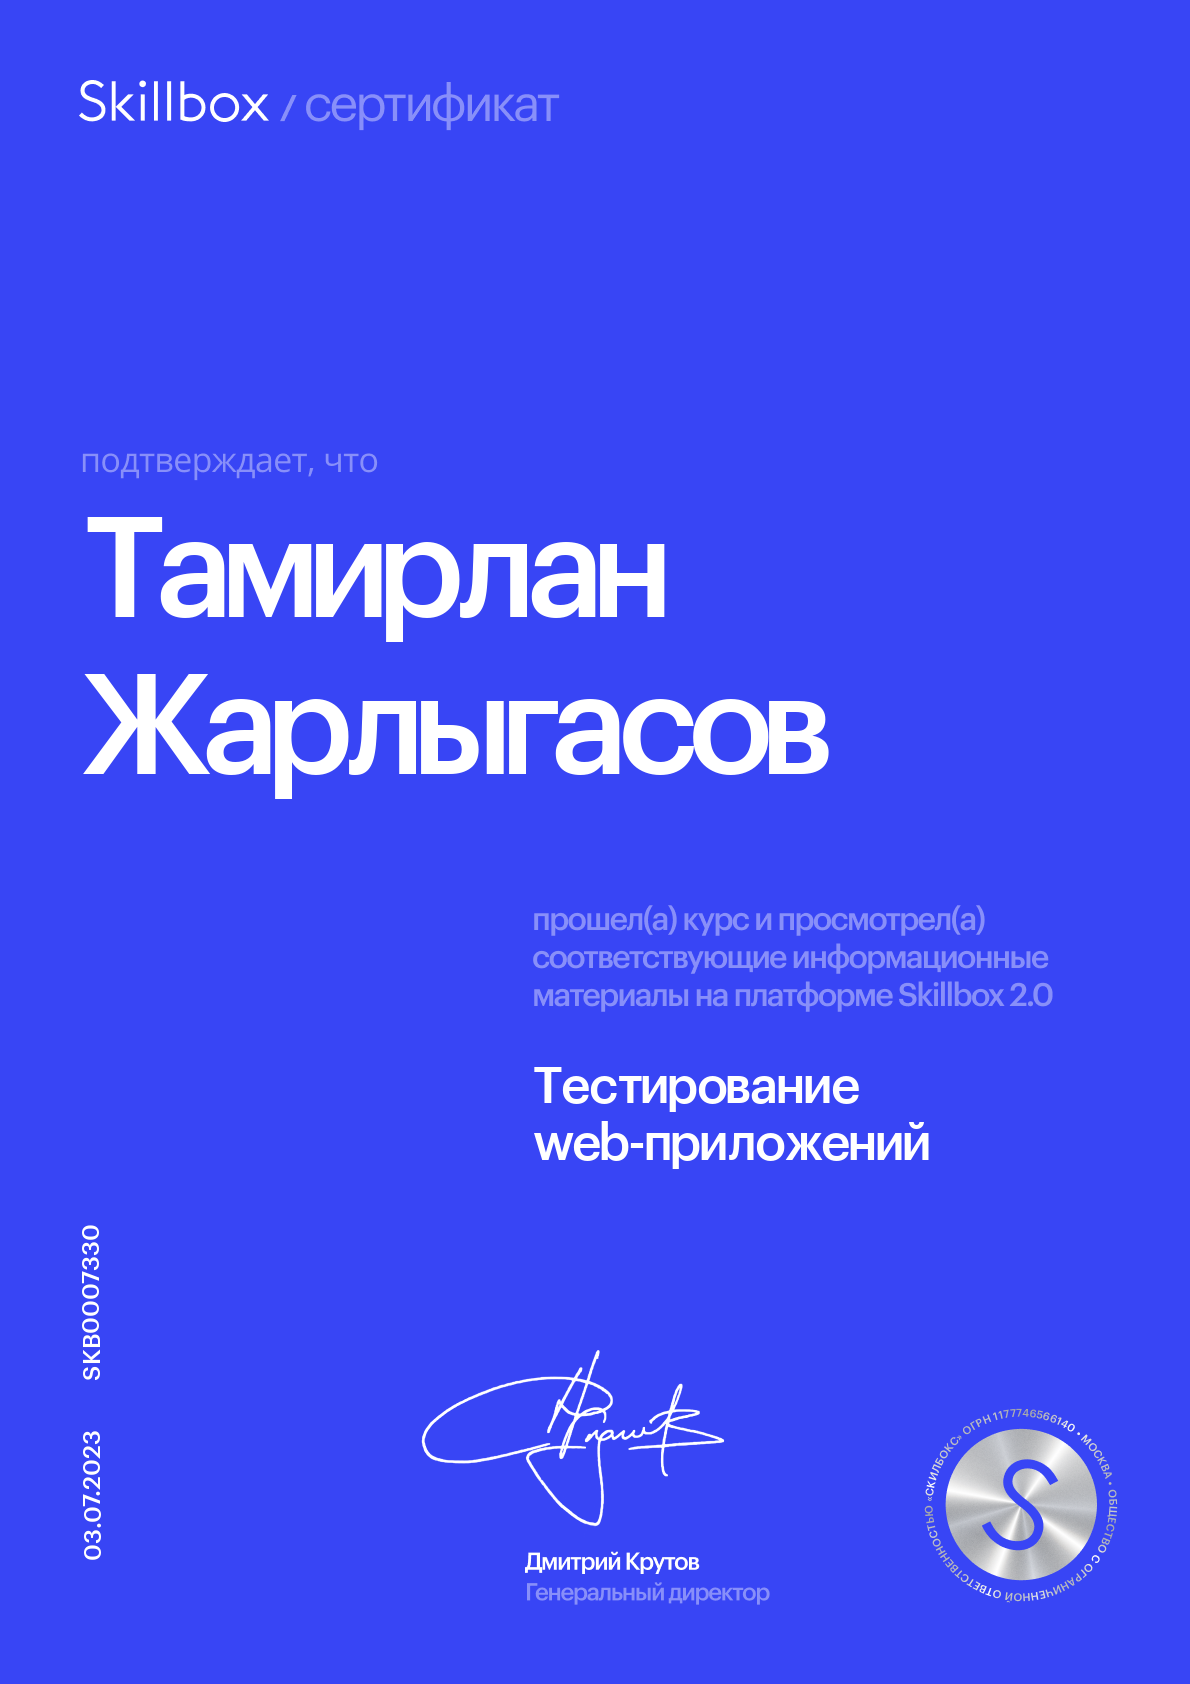 Skillbox / сертификат
подтверждает, что
Тамирлан
Жарлыгасов
прошел(а) курс и просмотрел(а)
соответствующие информационные
материалы на платформе Skillbox 2.0
Тестирование
web-приложений
SKB0007330
03.07.2023
Дмитрий Крутов
Генеральный директор
МОСКВА • ОБЩЕСТВО С ОГРАНИЧЕННОЙ ОТВЕТСТВЕННОСТЬЮ «СКИЛБОКС» ОГРН 1177746566140 •